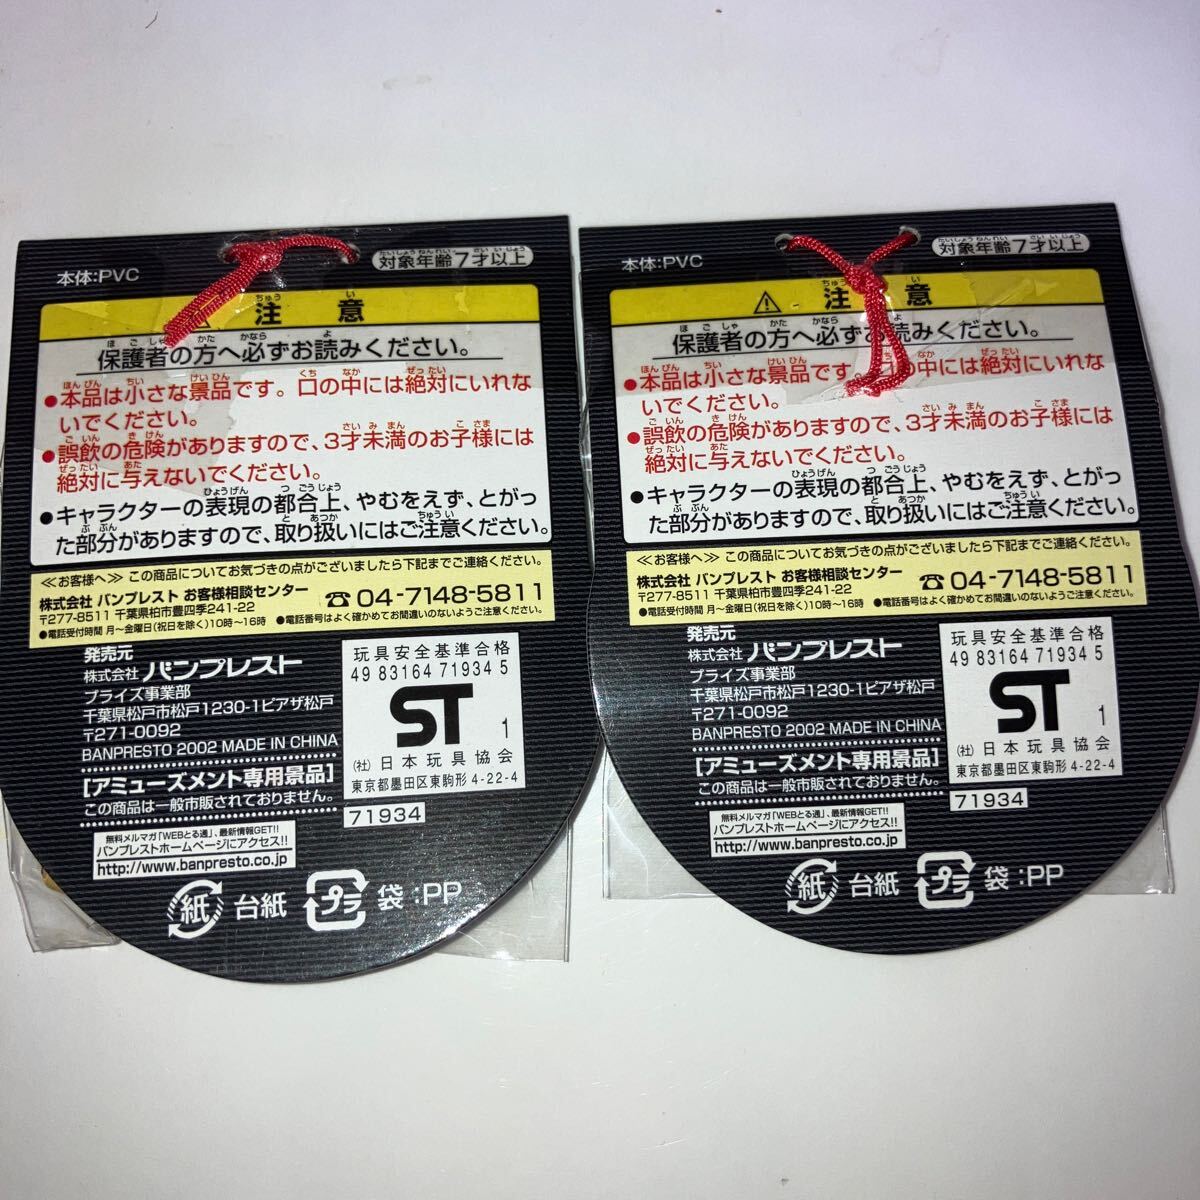 本体:PVC
対象年齢7才以上
注意
保護者の方へ必ずお読みください。
●本品は小さな景品です。口の中には絶対にいれな
いでください。
●誤飲の危険がありますので、3才未満のお子様には
絶対に与えないでください。
●キャラクターの表現の都合上、やむをえず、とがっ
た部分がありますので、取り扱いにはご注意ください。
≪お客様へ≫ この商品についてお気づきの点がございましたら下記までご連絡ください。
株式会社 バンプレスト お客様相談センター
〒277-8511 千葉県柏市豊四季241-22
☎04-7148-5811
●電話受付時間 月〜金曜日(祝日を除く)10時〜16時 ●電話番号はよく確かめてお間違いのないようご注意ください。
発売元
株式会社 バンプレスト
プライズ事業部
千葉県松戸市松戸1230-1ピアザ松戸
〒271-0092
BANPRESTO 2002 MADE IN CHINA
[アミューズメント専用景品]
この商品は一般市販されておりません。
無料メルマガ「WEBとる通」、最新情報GET!!
バンプレストホームページにアクセス!!
http://www.banpresto.co.jp
玩具安全基準合格
49 83164 71934 5
ST
1
(社)日本玩具協会
東京都墨田区東駒形 4-22-4
71934
紙 台紙 プラ 袋:PP
本体:PVC
対象年齢7才以上
注意
保護者の方へ必ずお読みください。
●本品は小さな景品です。の中には絶対にいれな
いでください。
●誤飲の危険がありますので、3才未満のお子様には
絶対に与えないでください。
●キャラクターの表現の都合上、やむをえず、とがっ
た部分がありますので、取り扱いにはご注意ください。
≪お客様へ≫ この商品についてお気づきの点がございましたら下記までご連絡ください。
株式会社 バンプレスト お客様相談センター
〒277-8511 千葉県柏市豊四季241-22
☎04-7148-5811
●電話受付時間 月〜金曜日(祝日を除く)10時〜16時 ●電話番号はよく確かめてお間違いのないようご注意ください。
発売元
株式会社 バンプレスト
プライズ事業部
千葉県松戸市松戸1230-1ピアザ松戸
〒271-0092
BANPRESTO 2002 MADE IN CHINA
[アミューズメント専用景品]
この商品は一般市販されておりません。
無料メルマガ「WEBとる通」、最新情報GET!!
バンプレストホームページにアクセス!!
http://www.banpresto.co.jp
玩具安全基準合格
49 83164 71934 5
ST
1
(社)日本玩具協会
東京都墨田区東駒形 4-22-4
71934
紙 台紙 プラ 袋:PP